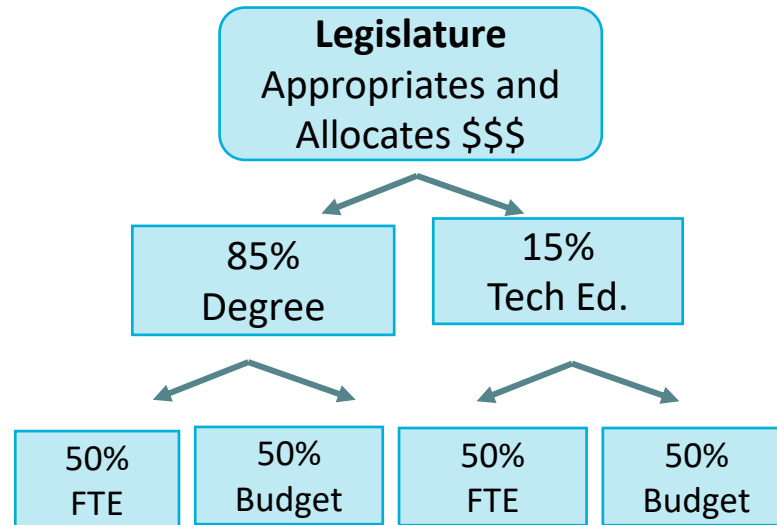 Legislature
Appropriates and
Allocates $$$
85%
Degree
15%
Tech Ed.
50%
FTE
50%
Budget
50%
FTE
50%
Budget